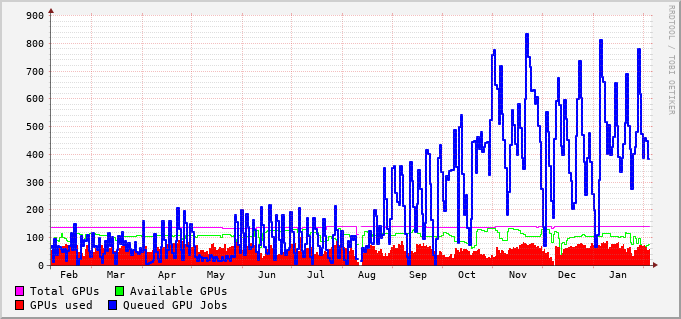 RRDTOOL / TOBI OETIKER
900
800
700
600
500
400
300
200
100
0
Feb Mar Apr May Jun Jul Aug Sep Oct Nov Dec Jan
Total GPUs Available GPUs
GPUs used Queued GPU Jobs